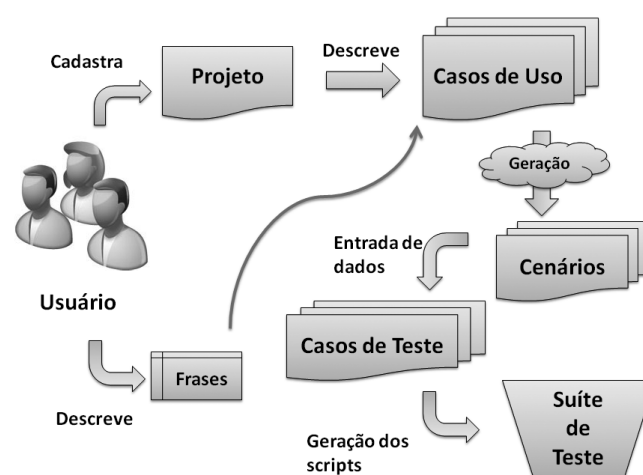 Cadastra
Projeto
Descreve
Casos de Uso
Geração
Cenários
Entrada de
dados
Casos de Teste
Usuário
Descreve
Frases
Geração dos
scripts
Suíte
de
Teste